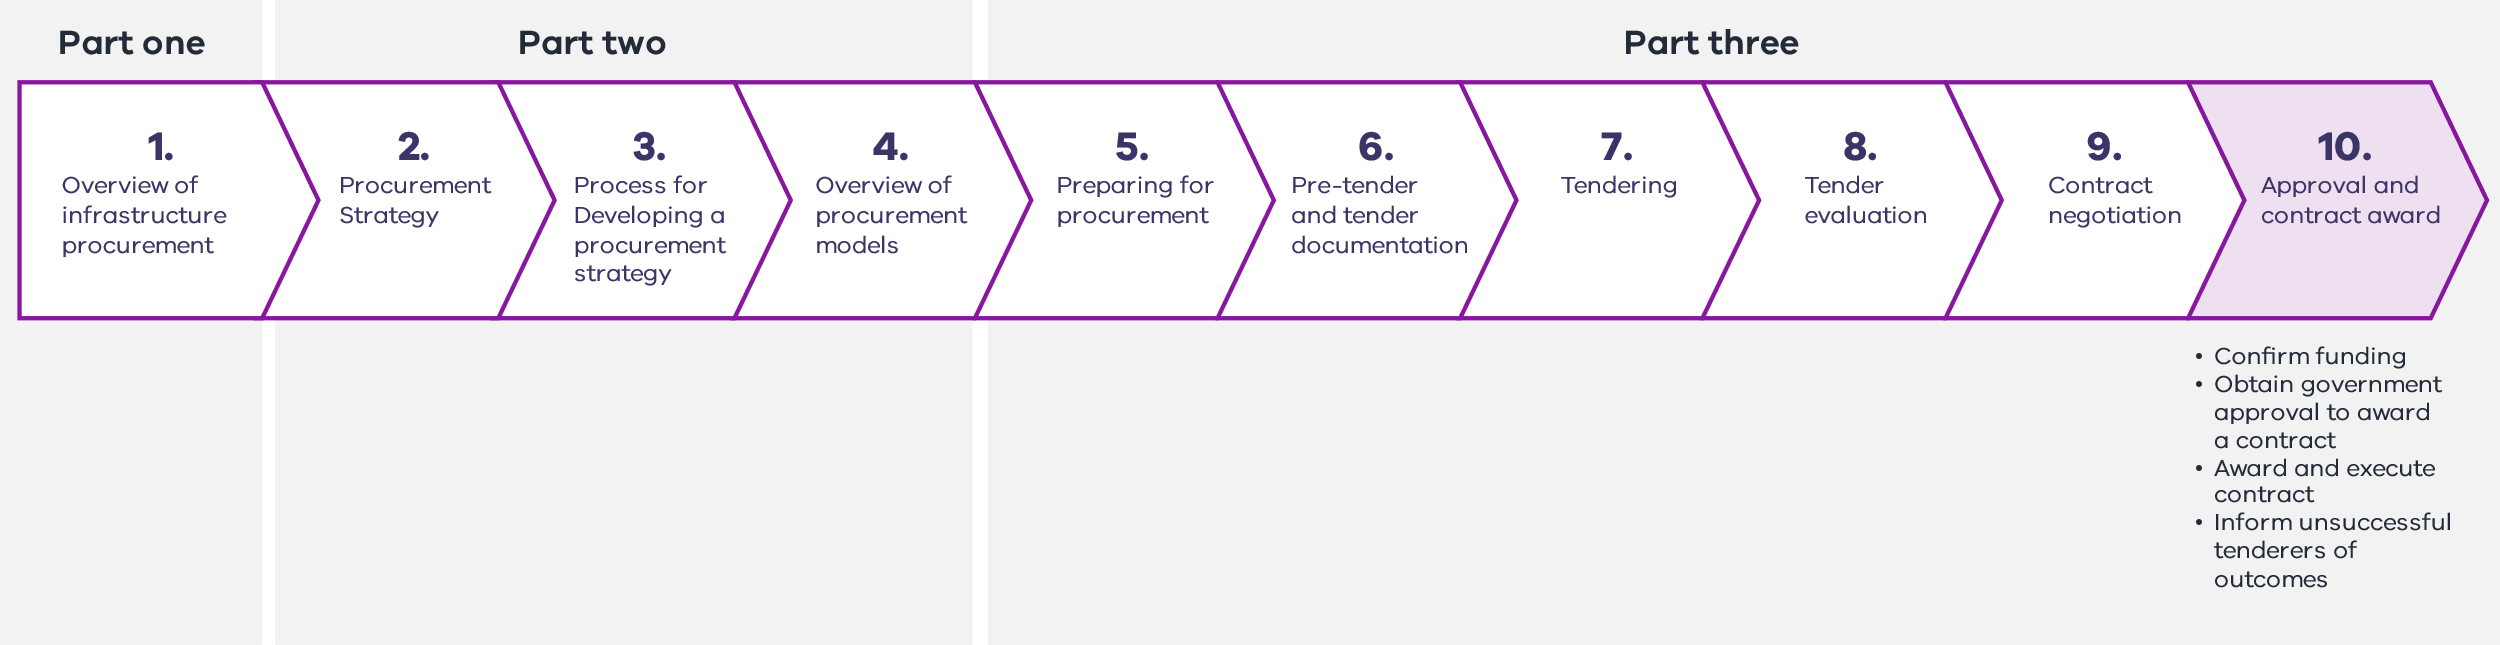 Part one
Part two
Part three
1.
Overview of
infrastructure
procurement
2.
Procurement
Strategy
3.
Process for
Developing a
procurement
strategy
4.
Overview of
procurement
models
5.
Preparing for
procurement
6.
Pre-tender
and tender
documentation
7.
Tendering
8.
Tender
evaluation
9.
Contract
negotiation
10.
Approval and
contract award
• Confirm funding
• Obtain government
approval to award
a contract
• Award and execute
contract
• Inform unsuccessful
tenderers of
outcomes